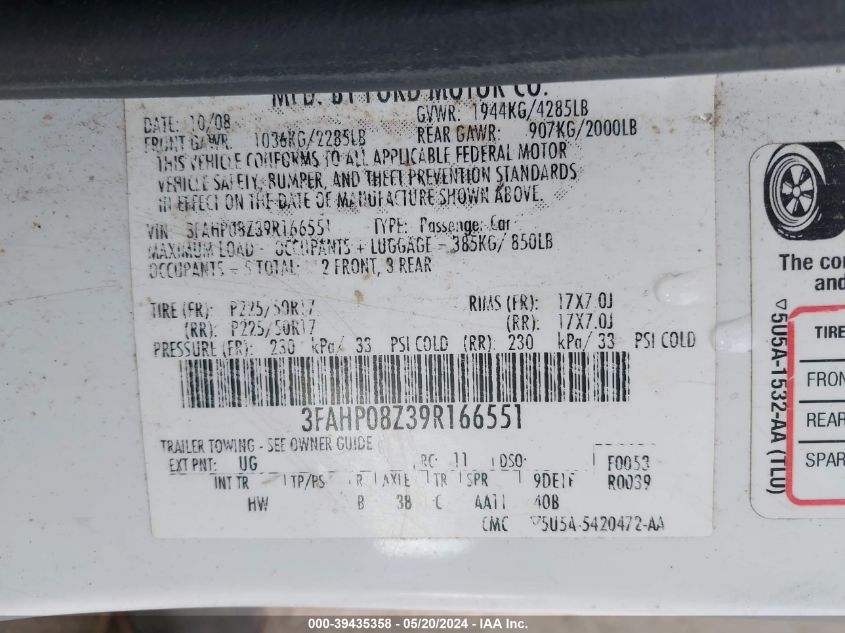 MFD. BY FORD MOTOR CO.
DATE: 10/08 GVWR: 1944KG/4285LB
FRONT GAWR: 1036KG/2285LB REAR GAWR: 907KG/2000LB
THIS VEHICLE CONFORMS TO ALL APPLICABLE FEDERAL MOTOR
VEHICLE SAFETY, BUMPER, AND THEFT PREVENTION STANDARDS
IN EFFECT ON THE DATE OF MANUFACTURE SHOWN ABOVE.
VIN 3FAHP08Z39R166551 TYPE: Passenger Car
MAXIMUM LOAD - OCCUPANTS + LUGGAGE - 385KG/ 850LB
OCCUPANTS - 5 TOTAL: 2 FRONT, 3 REAR
TIRE (FR): P225/50R17 RIMS (FR): 17X7.0J
(RR): P225/50R17 (RR): 17X7.0J
PRESSURE (FR): 230 kPa/ 33 PSI COLD (RR): 230 kPa/ 33 PSI COLD
3FAHP08Z39R166551
TRAILER TOWING - SEE OWNER GUIDE
EXT PNT: UG RC: 11 DSO: F0053
INT TR TP/PS R AXLE TR SPR 9DE1F R0039
HW B 38 C AA11 40B
CMC ▽5U5A-5420472-AA
The co
and
▽5U5A-1532-AA (TLU)
TIRE
FRON
REAR
SPAR
000-39435358 - 05/20/2024 - IAA Inc.